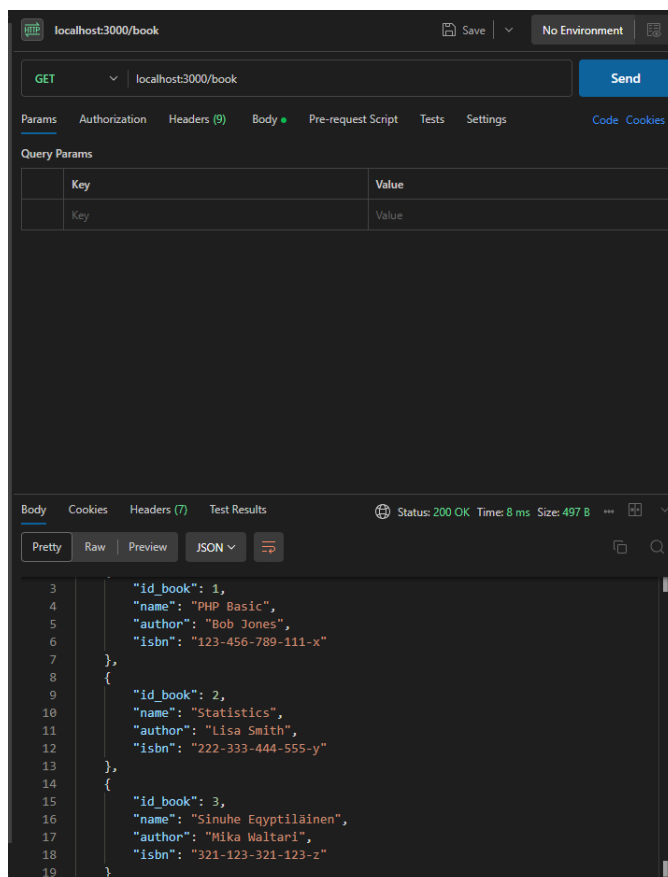 HTTP localhost:3000/book Save No Environment
GET localhost:3000/book Send
Params Authorization Headers (9) Body Pre-request Script Tests Settings Code Cookies
Query Params
Key Value
Key Value
Body Cookies Headers (7) Test Results Status: 200 OK Time: 8 ms Size: 497 B
Pretty Raw Preview JSON
3 "id_book": 1,
4 "name": "PHP Basic",
5 "author": "Bob Jones",
6 "isbn": "123-456-789-111-x"
7 },
8 {
9 "id_book": 2,
10 "name": "Statistics",
11 "author": "Lisa Smith",
12 "isbn": "222-333-444-555-y"
13 },
14 {
15 "id_book": 3,
16 "name": "Sinuhe Eqyptiläinen",
17 "author": "Mika Waltari",
18 "isbn": "321-123-321-123-z"
19 }